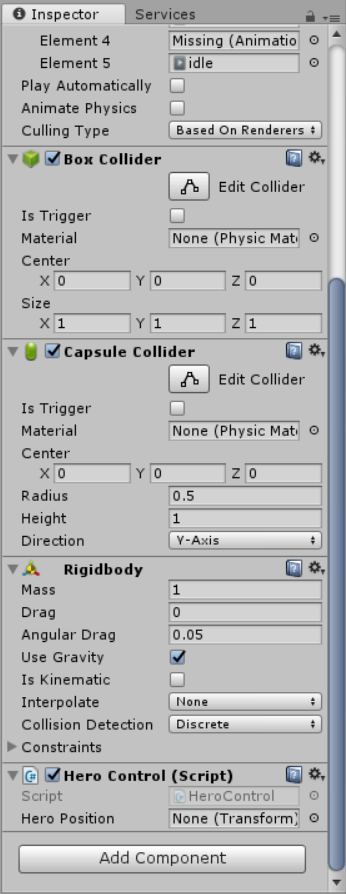 Inspector Services
Element 4 Missing (Animatio
Element 5 idle
Play Automatically
Animate Physics
Culling Type Based On Renderers
Box Collider
Edit Collider
Is Trigger
Material None (Physic Mate
Center
X 0 Y 0 Z 0
Size
X 1 Y 1 Z 1
Capsule Collider
Edit Collider
Is Trigger
Material None (Physic Mate
Center
X 0 Y 0 Z 0
Radius 0.5
Height 1
Direction Y-Axis
Rigidbody
Mass 1
Drag 0
Angular Drag 0.05
Use Gravity
Is Kinematic
Interpolate None
Collision Detection Discrete
Constraints
Hero Control (Script)
Script HeroControl
Hero Position None (Transform)
Add Component